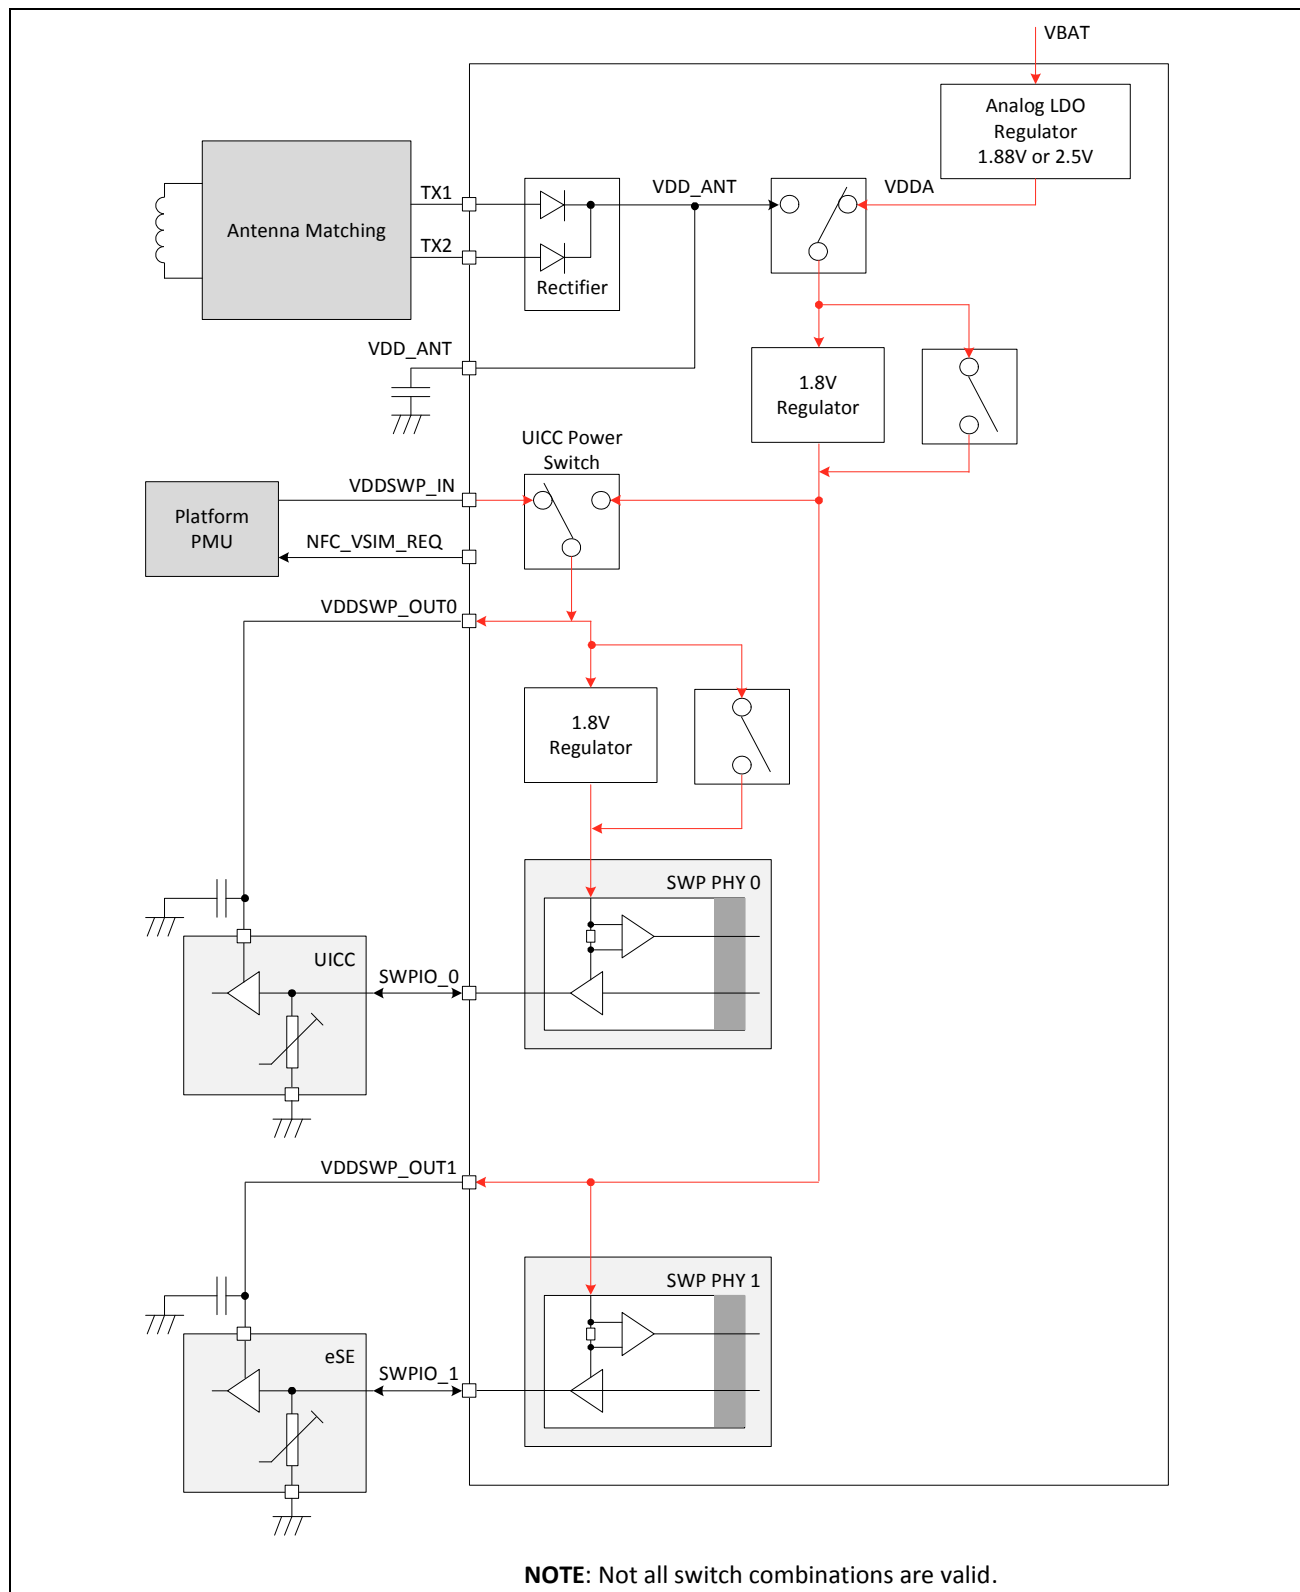 VBAT
Analog LDO
Regulator
1.88V or 2.5V
Antenna Matching
TX1
TX2
Rectifier
VDD_ANT
VDDA
VDD_ANT
1.8V
Regulator
UICC Power
Switch
Platform
PMU
VDDSWP_IN
NFC_VSIM_REQ
VDDSWP_OUT0
1.8V
Regulator
SWP PHY 0
UICC
SWPIO_0
VDDSWP_OUT1
SWP PHY 1
eSE
SWPIO_1
NOTE: Not all switch combinations are valid.